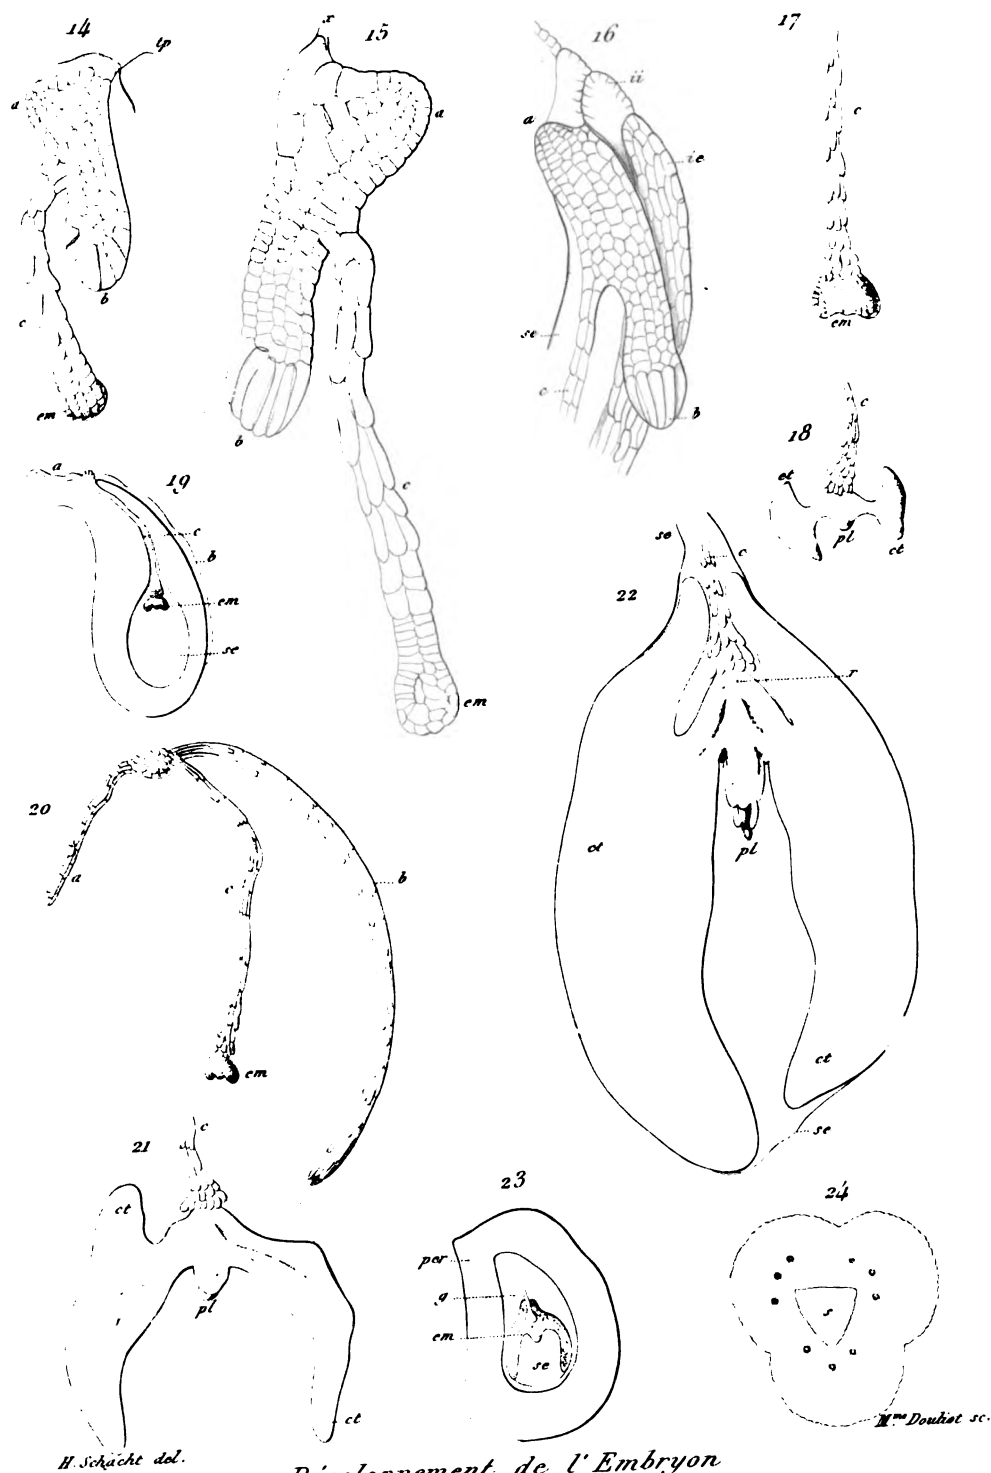 14
tp
a
b
c
em
x
15
a
b
c
em
16
ii
a
ie
se
c
b
17
c
em
18
c
ct
pl
ct
19
a
c
b
em
se
20
a
c
b
em
21
c
ct
pl
ct
22
se
c
r
ct
pl
ct
se
23
per
g
em
se
24
s
H. Schacht del.
Mme Douliot sc.
de l'Embryon